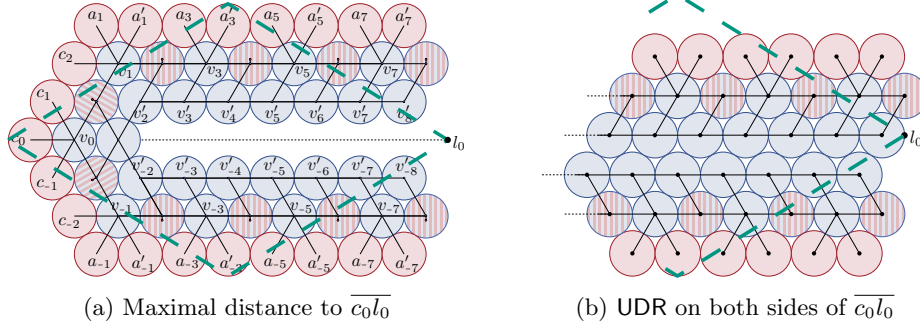 a₁ a′₁ a₃ a′₃ a₅ a′₅ a₇ a′₇
c₂ v₁ v₃ v₅ v₇
c₁ v′₂ v′₃ v′₄ v′₅ v′₆ v′₇ v′₈
c₀ v₀ l₀ l₀
v′₋₂ v′₋₃ v′₋₄ v′₋₅ v′₋₆ v′₋₇ v′₋₈
c₋₁
c₋₂ v₋₁ v₋₃ v₋₅ v₋₇
a₋₁ a′₋₁ a₋₃ a′₋₃ a₋₅ a′₋₅ a₋₇ a′₋₇
(a) Maximal distance to c₀l₀ (b) UDR on both sides of c₀l₀